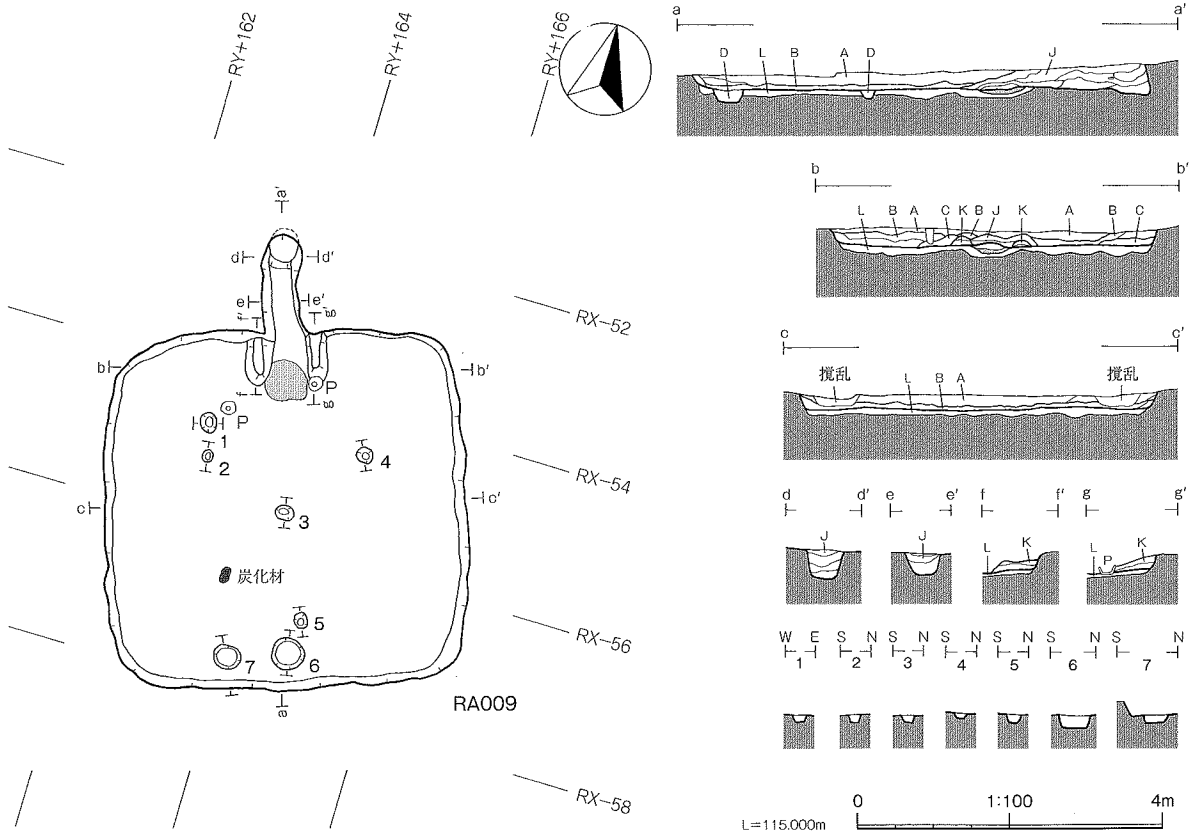 RY+162
RY+164
RY+166
a'
d
d'
e
e'
f
g'
b
b'
f
g
P
P
1
2
4
c
c'
3
炭化材
5
7
6
a
RA009
RX-52
RX-54
RX-56
RX-58
a
a'
D
L
B
A
D
J
b
b'
L
B
A
C
K
B
J
K
A
B
C
c
c'
撹乱
L
B
A
撹乱
d
d'
e
e'
f
f'
g
g'
J
J
L
K
L
P
K
W
E
S
N
S
N
S
N
S
N
S
N
S
N
1
2
3
4
5
6
7
0
1:100
4m
L=115.000m